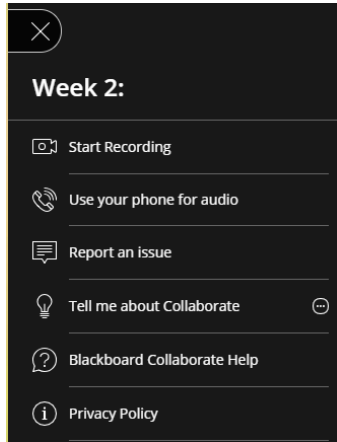 Week 2:
Start Recording
Use your phone for audio
Report an issue
Tell me about Collaborate
Blackboard Collaborate Help
Privacy Policy